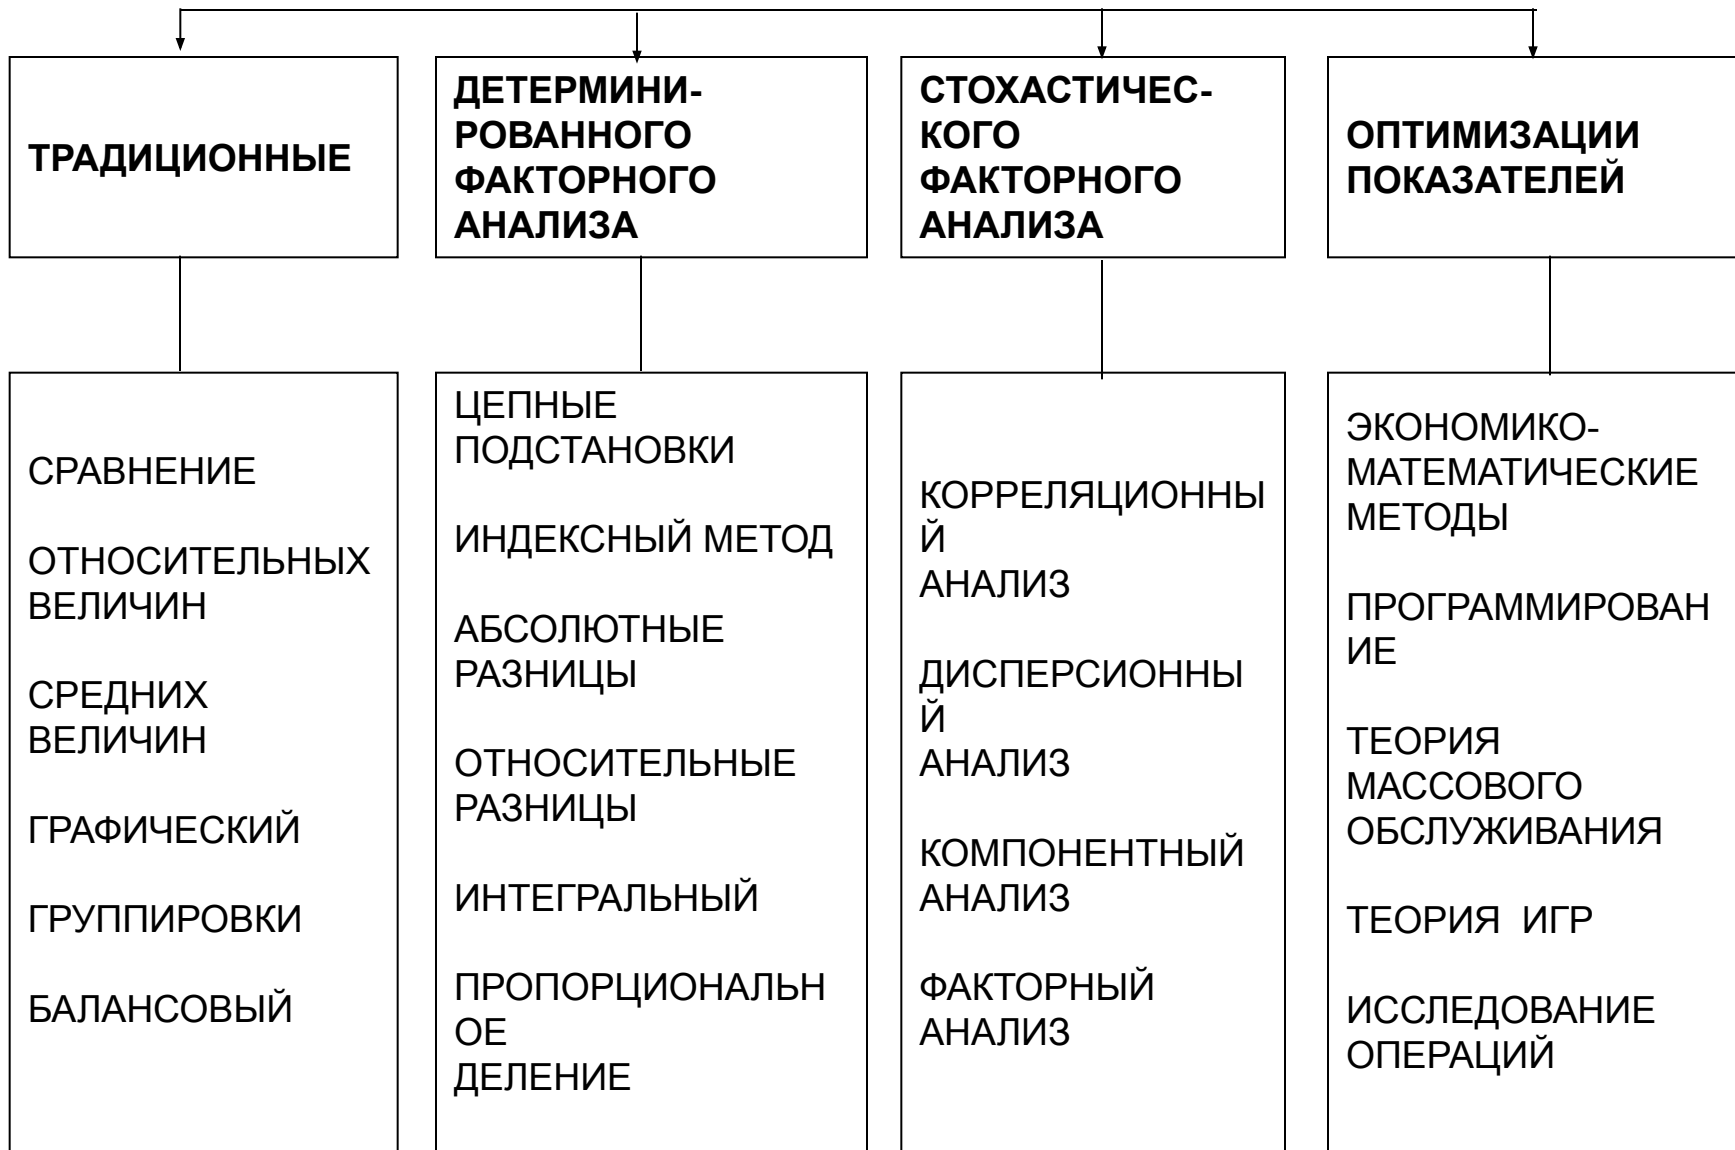 ТРАДИЦИОННЫЕ
ДЕТЕРМИНИ-
РОВАННОГО
ФАКТОРНОГО
АНАЛИЗА
СТОХАСТИЧЕС-
КОГО
ФАКТОРНОГО
АНАЛИЗА
ОПТИМИЗАЦИИ
ПОКАЗАТЕЛЕЙ
СРАВНЕНИЕ
ОТНОСИТЕЛЬНЫХ
ВЕЛИЧИН
СРЕДНИХ
ВЕЛИЧИН
ГРАФИЧЕСКИЙ
ГРУППИРОВКИ
БАЛАНСОВЫЙ
ЦЕПНЫЕ
ПОДСТАНОВКИ
ИНДЕКСНЫЙ МЕТОД
АБСОЛЮТНЫЕ
РАЗНИЦЫ
ОТНОСИТЕЛЬНЫЕ
РАЗНИЦЫ
ИНТЕГРАЛЬНЫЙ
ПРОПОРЦИОНАЛЬН
ОЕ
ДЕЛЕНИЕ
КОРРЕЛЯЦИОННЫ
Й
АНАЛИЗ
ДИСПЕРСИОННЫ
Й
АНАЛИЗ
КОМПОНЕНТНЫЙ
АНАЛИЗ
ФАКТОРНЫЙ
АНАЛИЗ
ЭКОНОМИКО-
МАТЕМАТИЧЕСКИЕ
МЕТОДЫ
ПРОГРАММИРОВАН
ИЕ
ТЕОРИЯ
МАССОВОГО
ОБСЛУЖИВАНИЯ
ТЕОРИЯ ИГР
ИССЛЕДОВАНИЕ
ОПЕРАЦИЙ